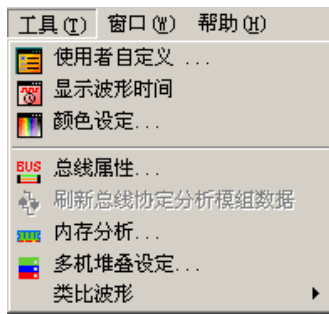 工具(T) 窗口(W) 帮助(H)
使用者自定义 ...
显示波形时间
颜色设定...
BUS 总线属性...
刷新总线协定分析模组数据
内存分析...
多机堆叠设定...
类比波形